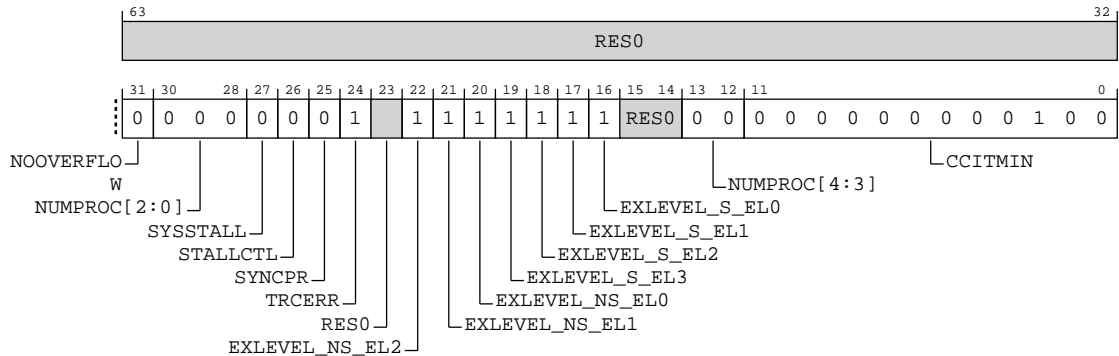 63 32
RES0
31 30 28 27 26 25 24 23 22 21 20 19 18 17 16 15 14 13 12 11 0
0 0 0 0 0 0 0 1 1 1 1 1 1 1 1 RES0 0 0 0 0 0 0 0 0 0 0 0 1 0 0
NOOVERFLO
W
CCITMIN
NUMPROC[4:3]
NUMPROC[2:0]
EXLEVEL_S_EL0
SYSSTALL
EXLEVEL_S_EL1
STALLCTL
EXLEVEL_S_EL2
SYNCPR
EXLEVEL_S_EL3
TRCERR
EXLEVEL_NS_EL0
RES0
EXLEVEL_NS_EL1
EXLEVEL_NS_EL2